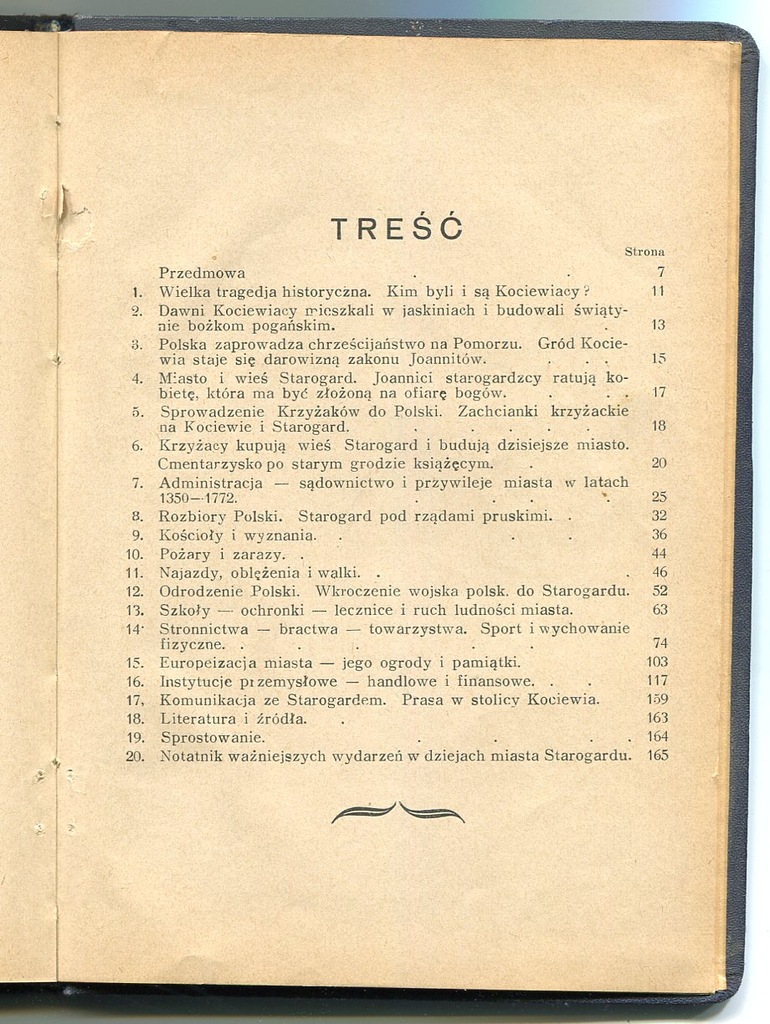 TREŚĆ
Strona
Przedmowa . . 7
1. Wielka tragedja historyczna. Kim byli i są Kociewiacy? 11
2. Dawni Kociewiacy mieszkali w jaskiniach i budowali świąty-
nie bożkom pogańskim. . 13
3. Polska zaprowadza chrześcijaństwo na Pomorzu. Gród Kocie-
wia staje się darowizną zakonu Joannitów. . . . 15
4. Miasto i wieś Starogard. Joannici starogardzcy ratują ko-
bietę, która ma być złożoną na ofiarę bogów. . . . 17
5. Sprowadzenie Krzyżaków do Polski. Zachcianki krzyżackie
na Kociewie i Starogard. . . . . 18
6. Krzyżacy kupują wieś Starogard i budują dzisiejsze miasto.
Cmentarzysko po starym grodzie książęcym. . 20
7. Administracja — sądownictwo i przywileje miasta w latach
1350—1772. . . . . 25
8. Rozbiory Polski. Starogard pod rządami pruskimi. . 32
9. Kościoły i wyznania. . . . 36
10. Pożary i zarazy. . 44
11. Najazdy, oblężenia i walki. . . 46
12. Odrodzenie Polski. Wkroczenie wojska polsk. do Starogardu. 52
13. Szkoły — ochronki — lecznice i ruch ludności miasta. 63
14. Stronnictwa — bractwa — towarzystwa. Sport i wychowanie
fizyczne. . . . . . 74
15. Europeizacja miasta — jego ogrody i pamiątki. 103
16. Instytucje przemysłowe — handlowe i finansowe. . . 117
17, Komunikacja ze Starogardem. Prasa w stolicy Kociewia. 159
18. Literatura i źródła. . 163
19. Sprostowanie. . . . . 164
20. Notatnik ważniejszych wydarzeń w dziejach miasta Starogardu. 165